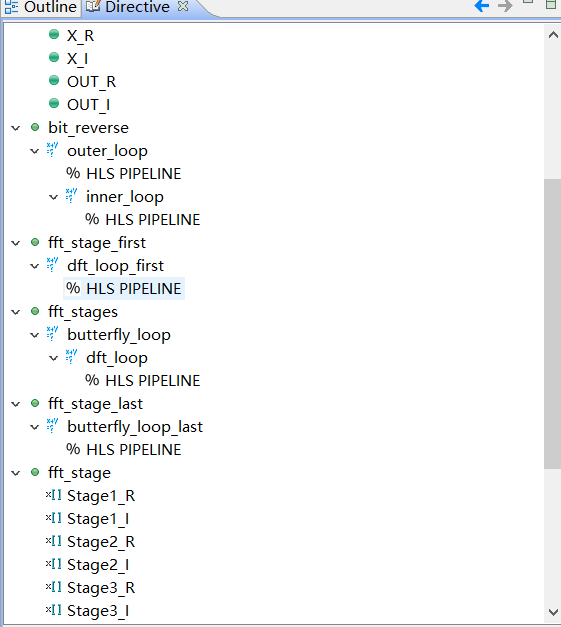 Outline Directive
X_R
X_I
OUT_R
OUT_I
bit_reverse
outer_loop
% HLS PIPELINE
inner_loop
% HLS PIPELINE
fft_stage_first
dft_loop_first
% HLS PIPELINE
fft_stages
butterfly_loop
dft_loop
% HLS PIPELINE
fft_stage_last
butterfly_loop_last
% HLS PIPELINE
fft_stage
x[] Stage1_R
x[] Stage1_I
x[] Stage2_R
x[] Stage2_I
x[] Stage3_R
x[] Stage3_I